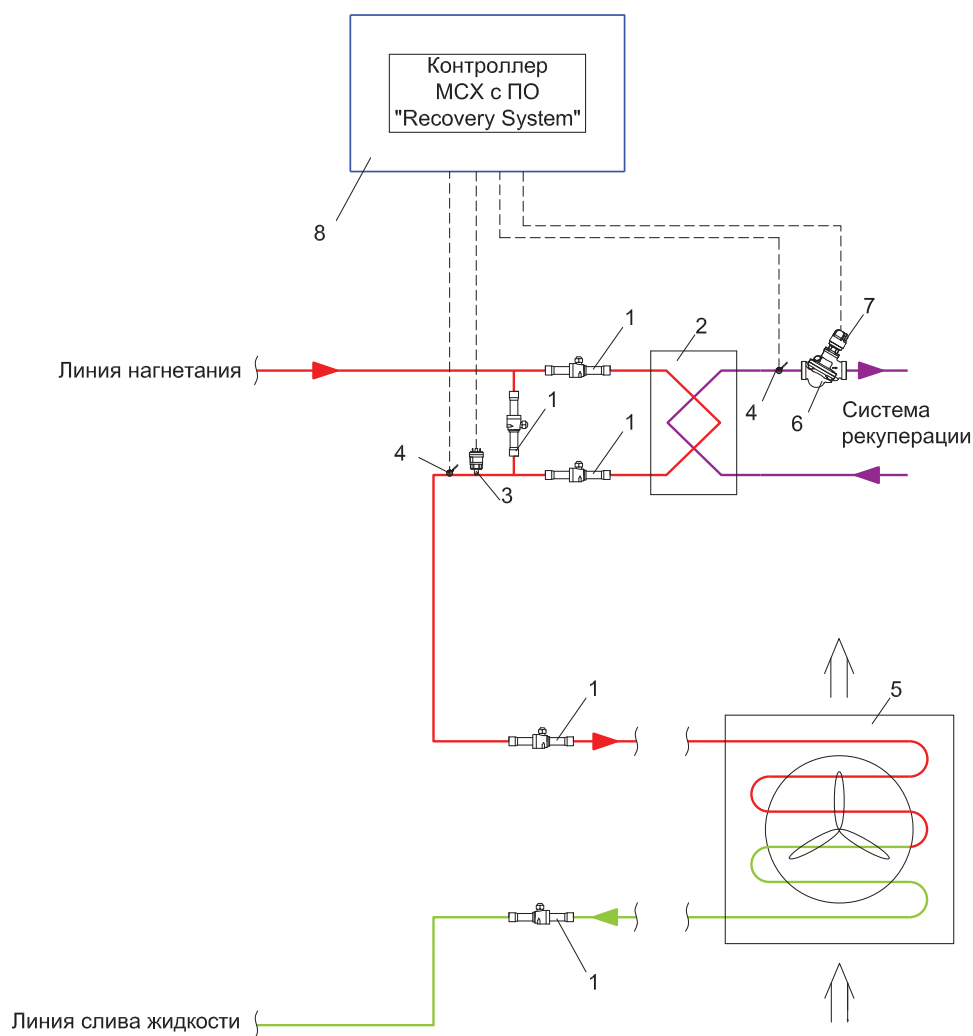 Контроллер
МСХ с ПО
"Recovery System"
8
7
1
2
Линия нагнетания
1
1
4
6
Система
рекуперации
4
3
1
5
1
Линия слива жидкости